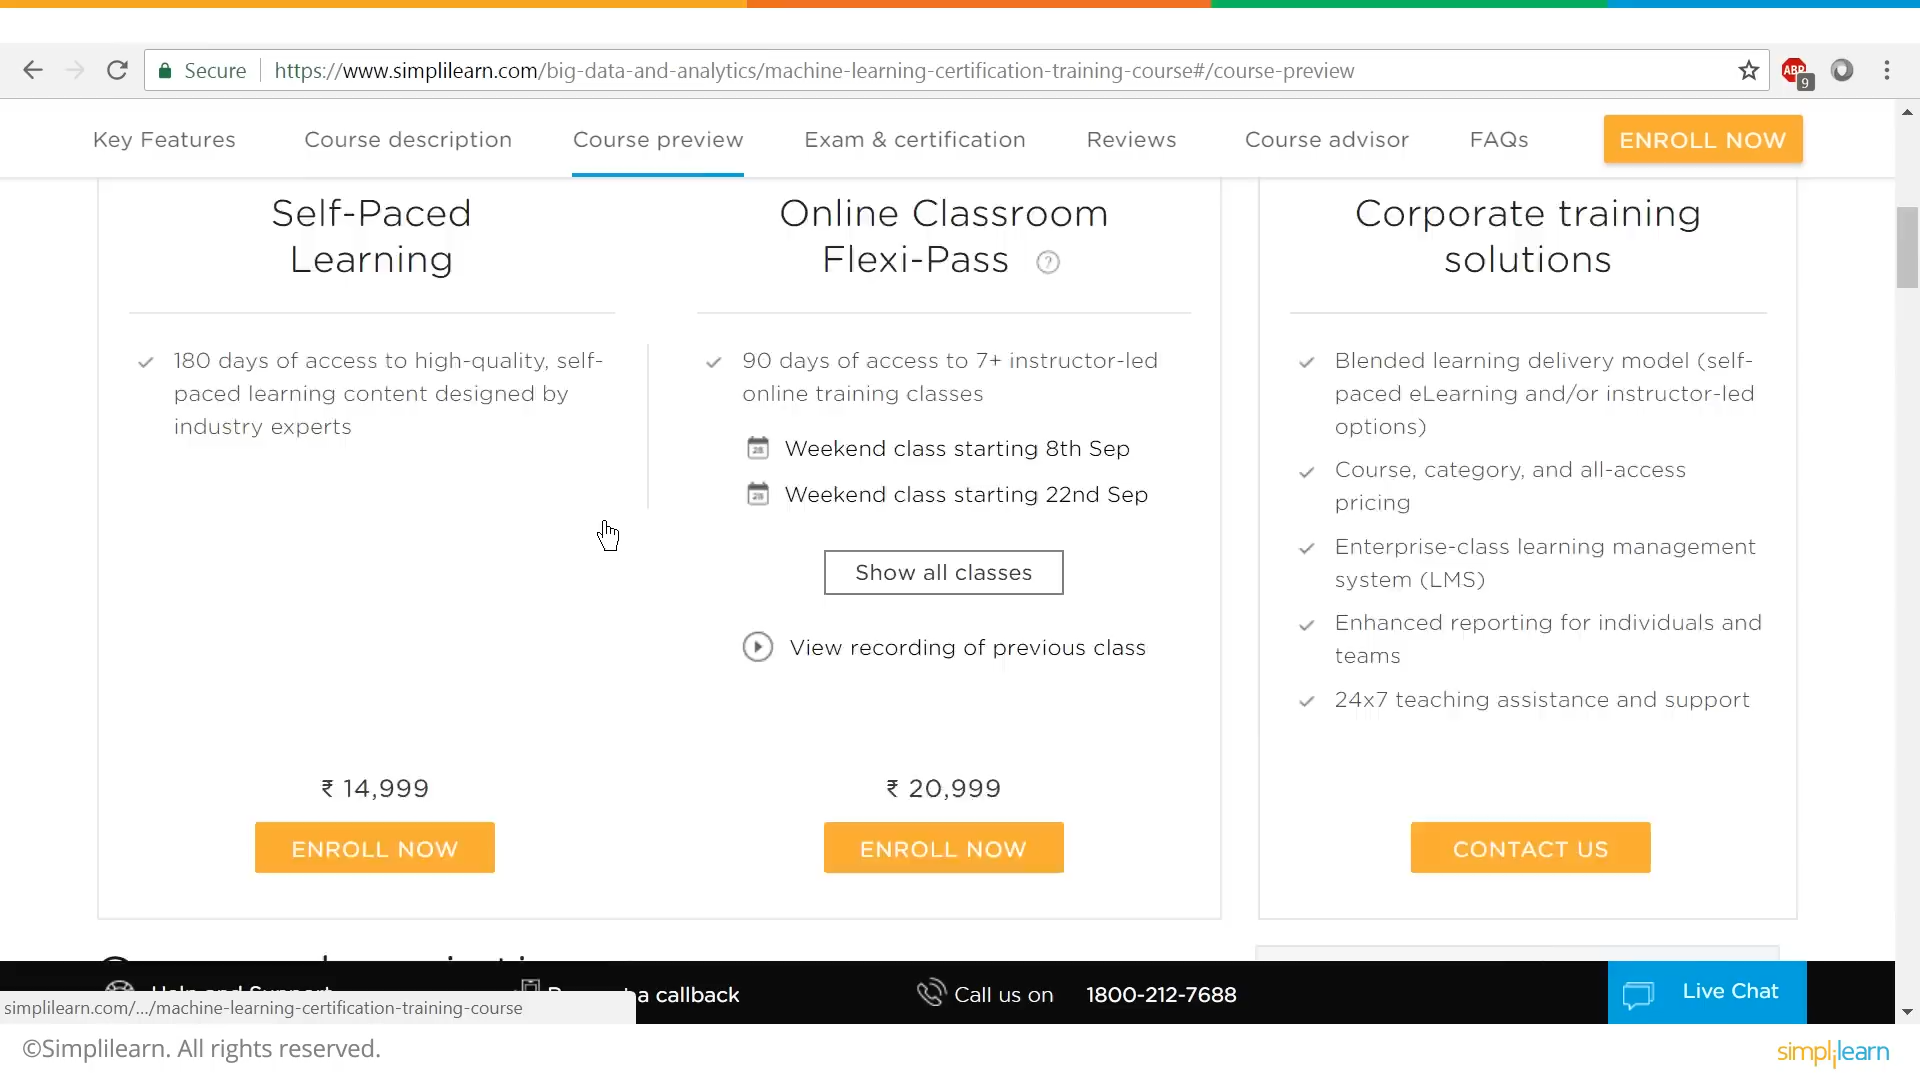 Secure
https://www.simplilearn.com/big-data-and-analytics/machine-learning-certification-training-course#/course-preview
ABP
9
Key Features
Course description
Course preview
Exam & certification
Reviews
Course advisor
FAQs
ENROLL NOW
Self-Paced
Learning
180 days of access to high-quality, self-
paced learning content designed by
industry experts
₹ 14,999
ENROLL NOW
Online Classroom
Flexi-Pass ?
90 days of access to 7+ instructor-led
online training classes
Weekend class starting 8th Sep
Weekend class starting 22nd Sep
Show all classes
View recording of previous class
₹ 20,999
ENROLL NOW
Corporate training
solutions
Blended learning delivery model (self-
paced eLearning and/or instructor-led
options)
Course, category, and all-access
pricing
Enterprise-class learning management
system (LMS)
Enhanced reporting for individuals and
teams
24x7 teaching assistance and support
CONTACT US
Help and Support
a callback
Call us on 1800-212-7688
Live Chat
simplilearn.com/.../machine-learning-certification-training-course
©Simplilearn. All rights reserved.
simplilearn